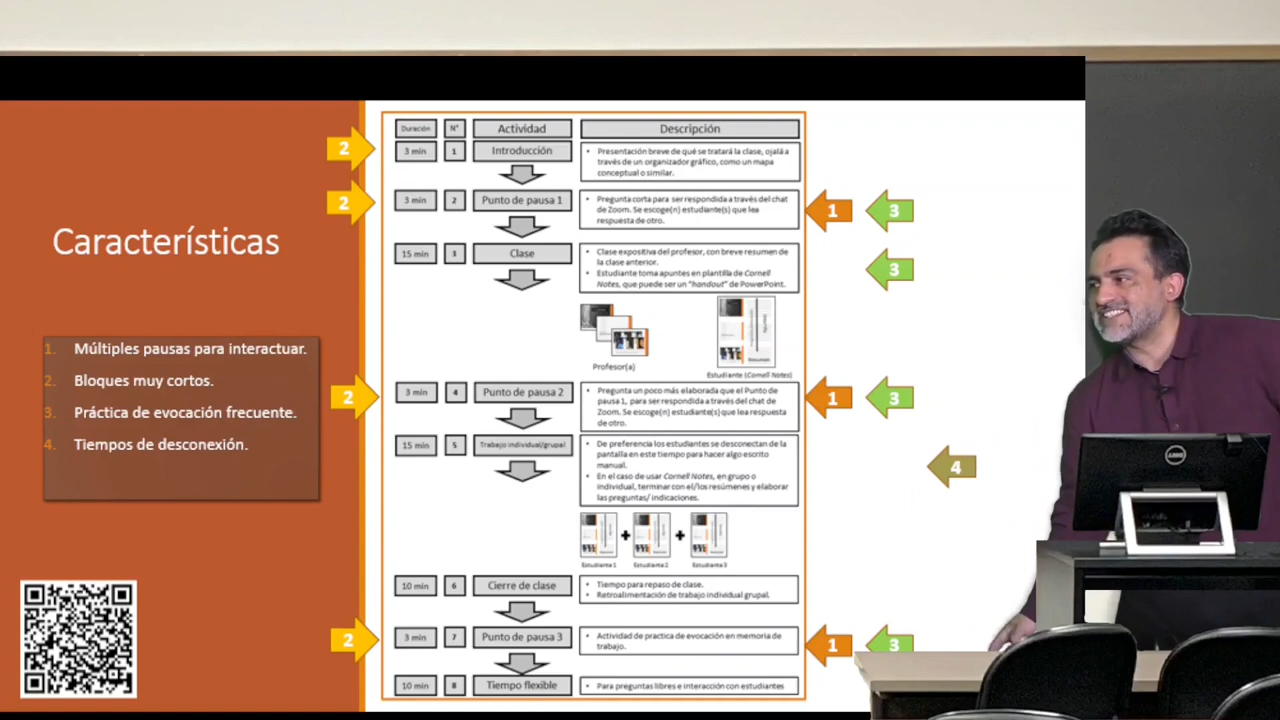 Características
1. Múltiples pausas para interactuar.
2. Bloques muy cortos.
3. Práctica de evocación frecuente.
4. Tiempos de desconexión.
Duración N° Actividad Descripción
2 3 min 1 Introducción
• Presentación breve de qué se tratará la clase, ojalá a
través de un organizador gráfico, como un mapa
conceptual o similar.
2 3 min 2 Punto de pausa 1
• Pregunta corta para ser respondida a través del chat
de Zoom. Se escoge(n) estudiante(s) que lea
respuesta de otro.
1 3
15 min 3 Clase
• Clase expositiva del profesor, con breve resumen de
la clase anterior.
• Estudiante toma apuntes en plantilla de Cornell
Notes, que puede ser un "handout" de PowerPoint.
3
Profesor(a)
Estudiante (Cornell Notes)
2 3 min 4 Punto de pausa 2
• Pregunta un poco más elaborada que el Punto de
pausa 1, para ser respondida a través del chat de
Zoom. Se escoge(n) estudiante(s) que lea respuesta
de otro.
1 3
15 min 5 Trabajo individual/grupal
• De preferencia los estudiantes se desconectan de la
pantalla en este tiempo para hacer algo escrito
manual.
• En el caso de usar Cornell Notes, en grupo o
individual, terminar con el/los resúmenes y elaborar
las preguntas/ indicaciones.
4
Estudiante 1 + Estudiante 2 + Estudiante 3
10 min 6 Cierre de clase
• Tiempo para repaso de clase.
• Retroalimentación de trabajo individual grupal.
2 3 min 7 Punto de pausa 3
• Actividad de practica de evocación en memoria de
trabajo.
1 3
10 min 8 Tiempo flexible
• Para preguntas libres e interacción con estudiantes
DELL